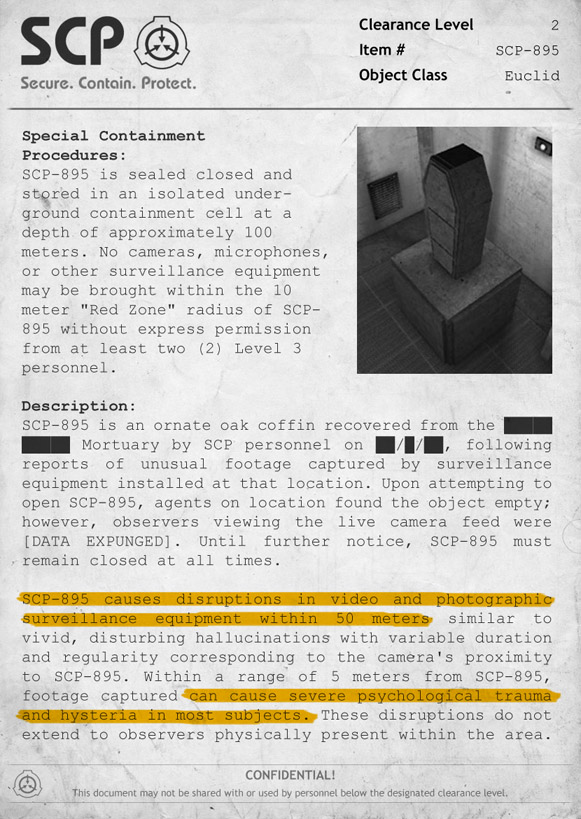 SCP
Secure. Contain. Protect.
Clearance Level 2
Item # SCP-895
Object Class Euclid
Special Containment
Procedures:
SCP-895 is sealed closed and
stored in an isolated under-
ground containment cell at a
depth of approximately 100
meters. No cameras, microphones,
or other surveillance equipment
may be brought within the 10
meter "Red Zone" radius of SCP-
895 without express permission
from at least two (2) Level 3
personnel.
Description:
SCP-895 is an ornate oak coffin recovered from the ████
████ Mortuary by SCP personnel on ██/█/██, following
reports of unusual footage captured by surveillance
equipment installed at that location. Upon attempting to
open SCP-895, agents on location found the object empty;
however, observers viewing the live camera feed were
[DATA EXPUNGED]. Until further notice, SCP-895 must
remain closed at all times.
SCP-895 causes disruptions in video and photographic
surveillance equipment within 50 meters similar to
vivid, disturbing hallucinations with variable duration
and regularity corresponding to the camera's proximity
to SCP-895. Within a range of 5 meters from SCP-895,
footage captured can cause severe psychological trauma
and hysteria in most subjects. These disruptions do not
extend to observers physically present within the area.
CONFIDENTIAL!
This document may not be shared with or used by personnel below the designated clearance level.